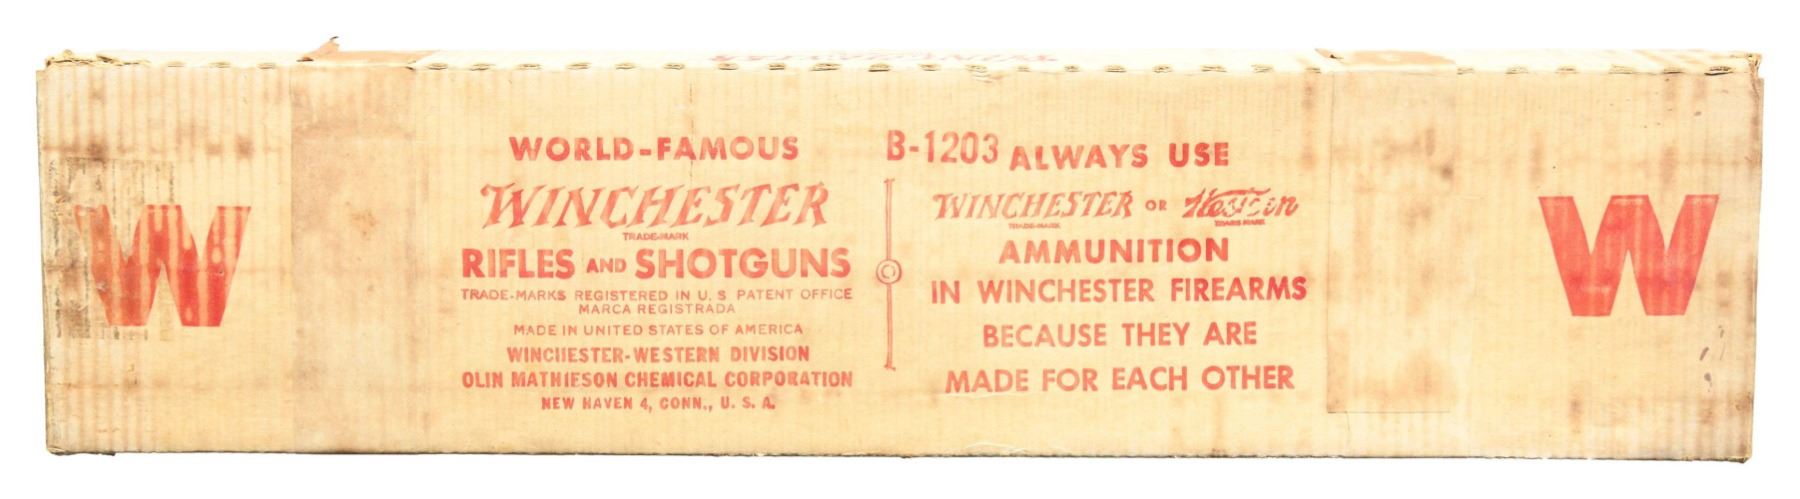 W
WORLD-FAMOUS
WINCHESTER
TRADE-MARK
RIFLES AND SHOTGUNS
TRADE-MARKS REGISTERED IN U. S PATENT OFFICE
MARCA REGISTRADA
MADE IN UNITED STATES OF AMERICA
WINCHESTER-WESTERN DIVISION
OLIN MATHIESON CHEMICAL CORPORATION
NEW HAVEN 4, CONN., U. S. A.
B-1203
ALWAYS USE
WINCHESTER OR Western
TRADE-MARK TRADE-MARK
AMMUNITION
IN WINCHESTER FIREARMS
BECAUSE THEY ARE
MADE FOR EACH OTHER
W